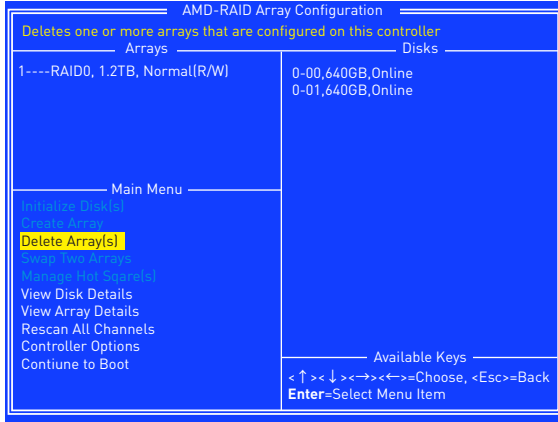 AMD-RAID Array Configuration
Deletes one or more arrays that are configured on this controller
Arrays
1----RAID0, 1.2TB, Normal(R/W)
Disks
0-00,640GB,Online
0-01,640GB,Online
Main Menu
Initialize Disk(s)
Create Array
Delete Array(s)
Swap Two Arrays
Manage Hot Sqare(s)
View Disk Details
View Array Details
Rescan All Channels
Controller Options
Contiune to Boot
Available Keys
<↑><↓><→><←>=Choose, <Esc>=Back
Enter=Select Menu Item